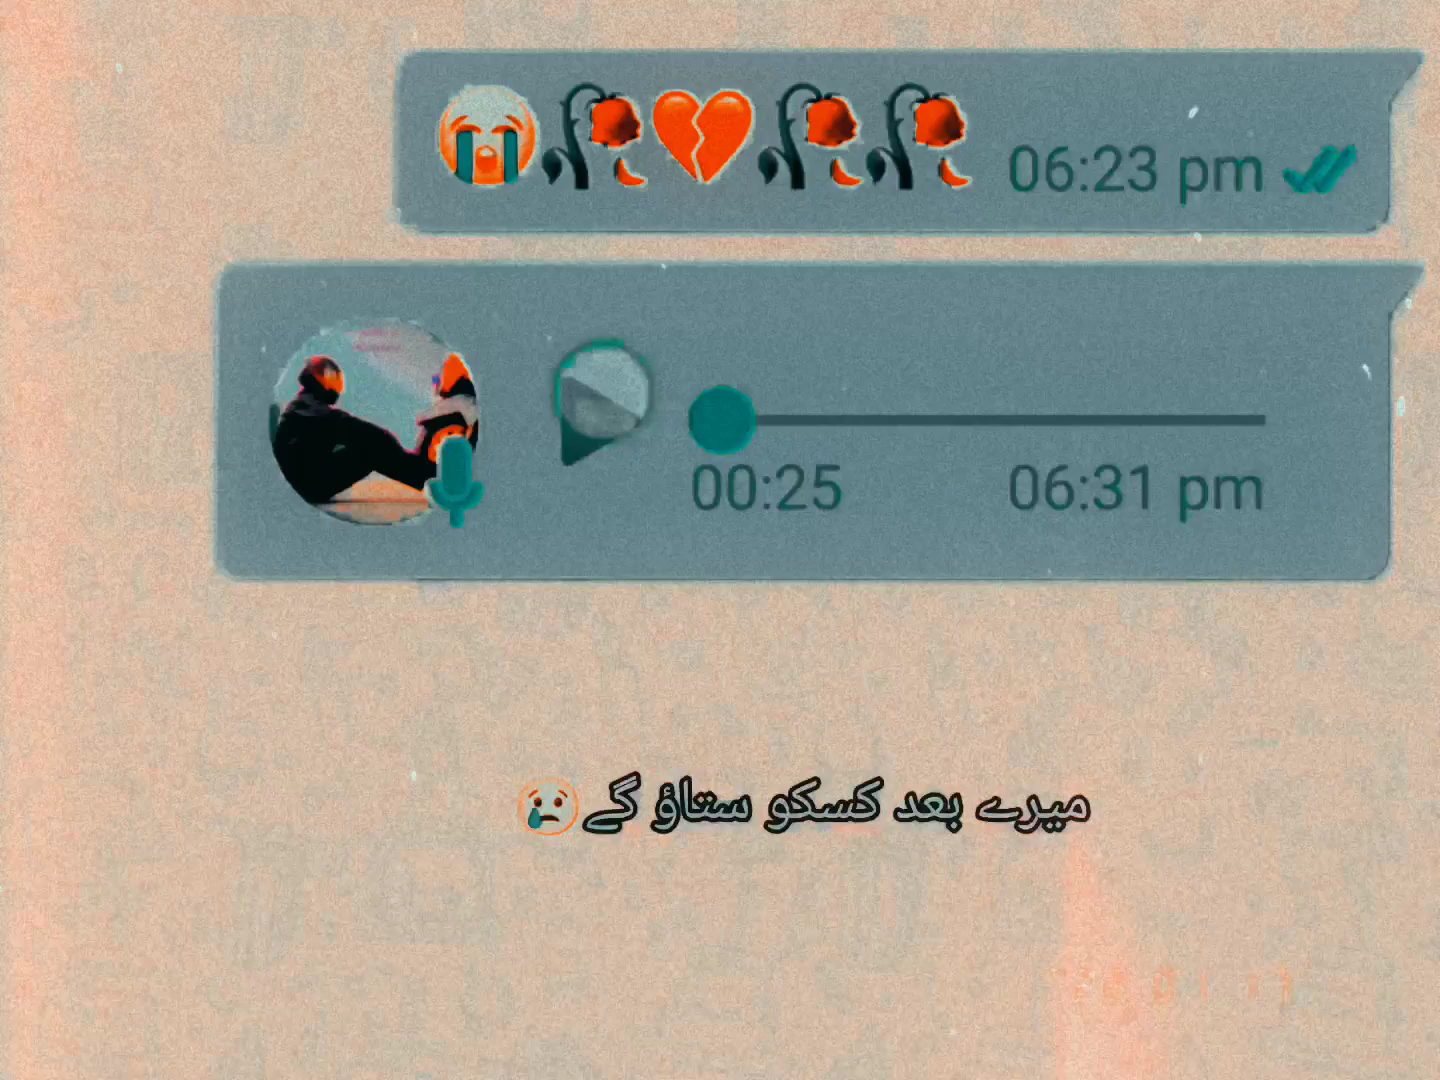 😭🥀💔🥀🥀 06:23 pm
00:25 06:31 pm
میرے بعد کسکو ستاؤ گے😢